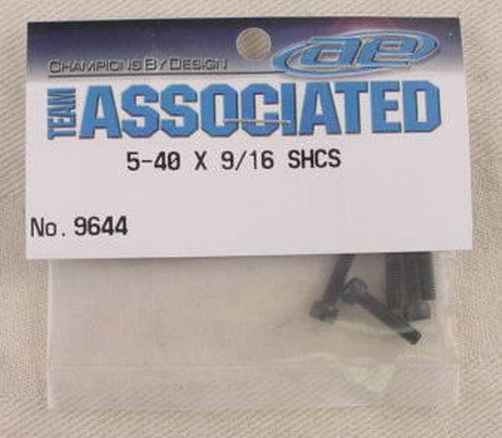 ae
CHAMPIONS BY DESIGN
TEAM ASSOCIATED
5-40 X 9/16 SHCS
No. 9644